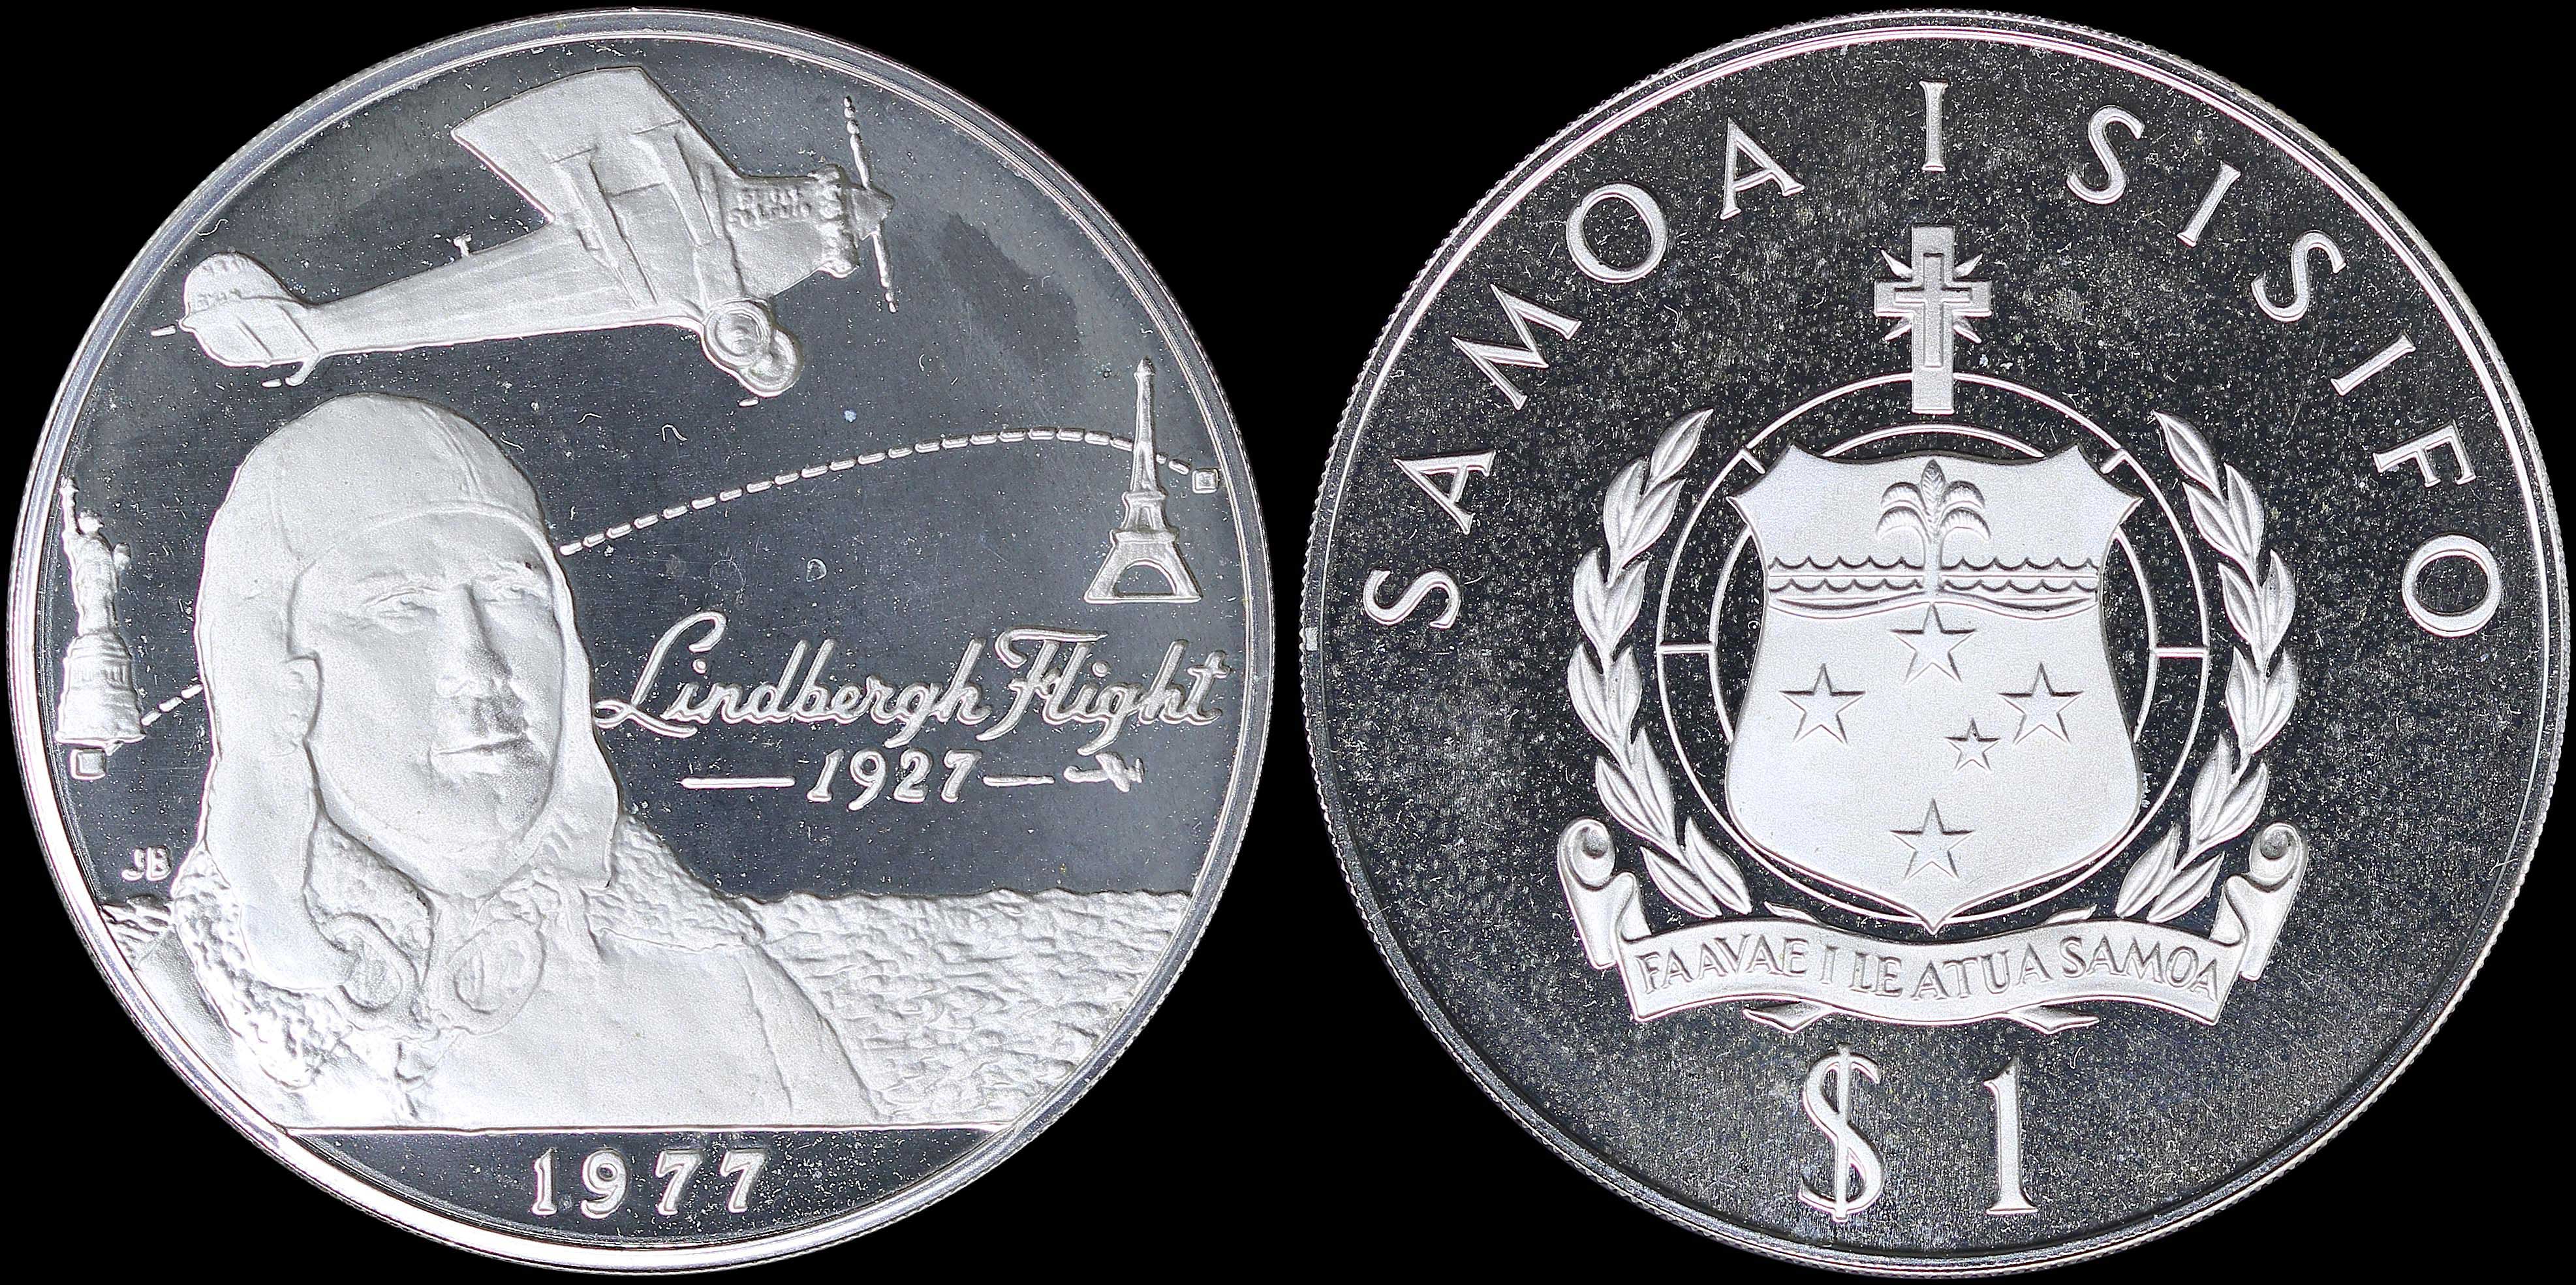 Lindbergh Flight
1927
JB
1977
SAMOA I SISIFO
FAAVAE I LE ATUA SAMOA
$ 1